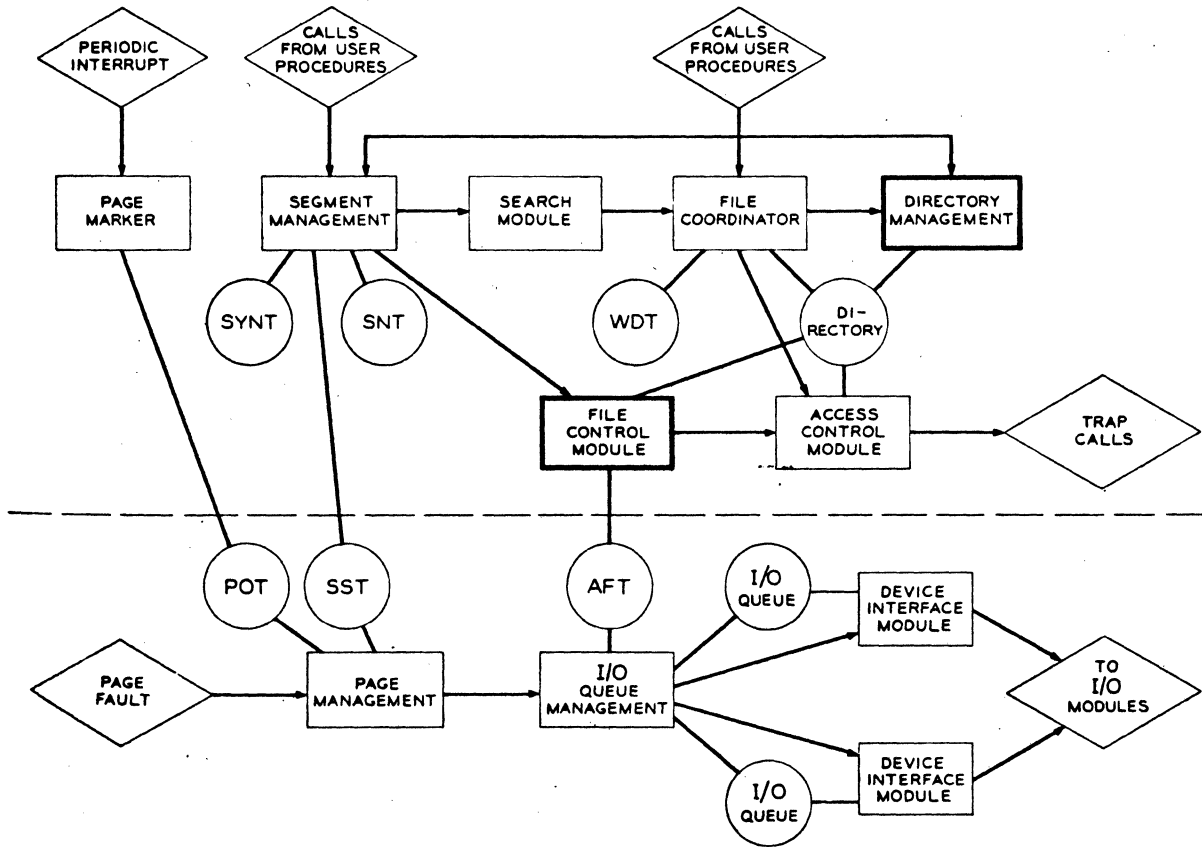 PERIODIC
INTERRUPT
CALLS
FROM USER
PROCEDURES
CALLS
FROM USER
PROCEDURES
PAGE
MARKER
SEGMENT
MANAGEMENT
SEARCH
MODULE
FILE
COORDINATOR
DIRECTORY
MANAGEMENT
SYNT
SNT
WDT
DI-
RECTORY
FILE
CONTROL
MODULE
ACCESS
CONTROL
MODULE
TRAP
CALLS
POT
SST
AFT
I/O
QUEUE
DEVICE
INTERFACE
MODULE
PAGE
FAULT
PAGE
MANAGEMENT
I/O
QUEUE
MANAGEMENT
TO
I/O
MODULES
I/O
QUEUE
DEVICE
INTERFACE
MODULE